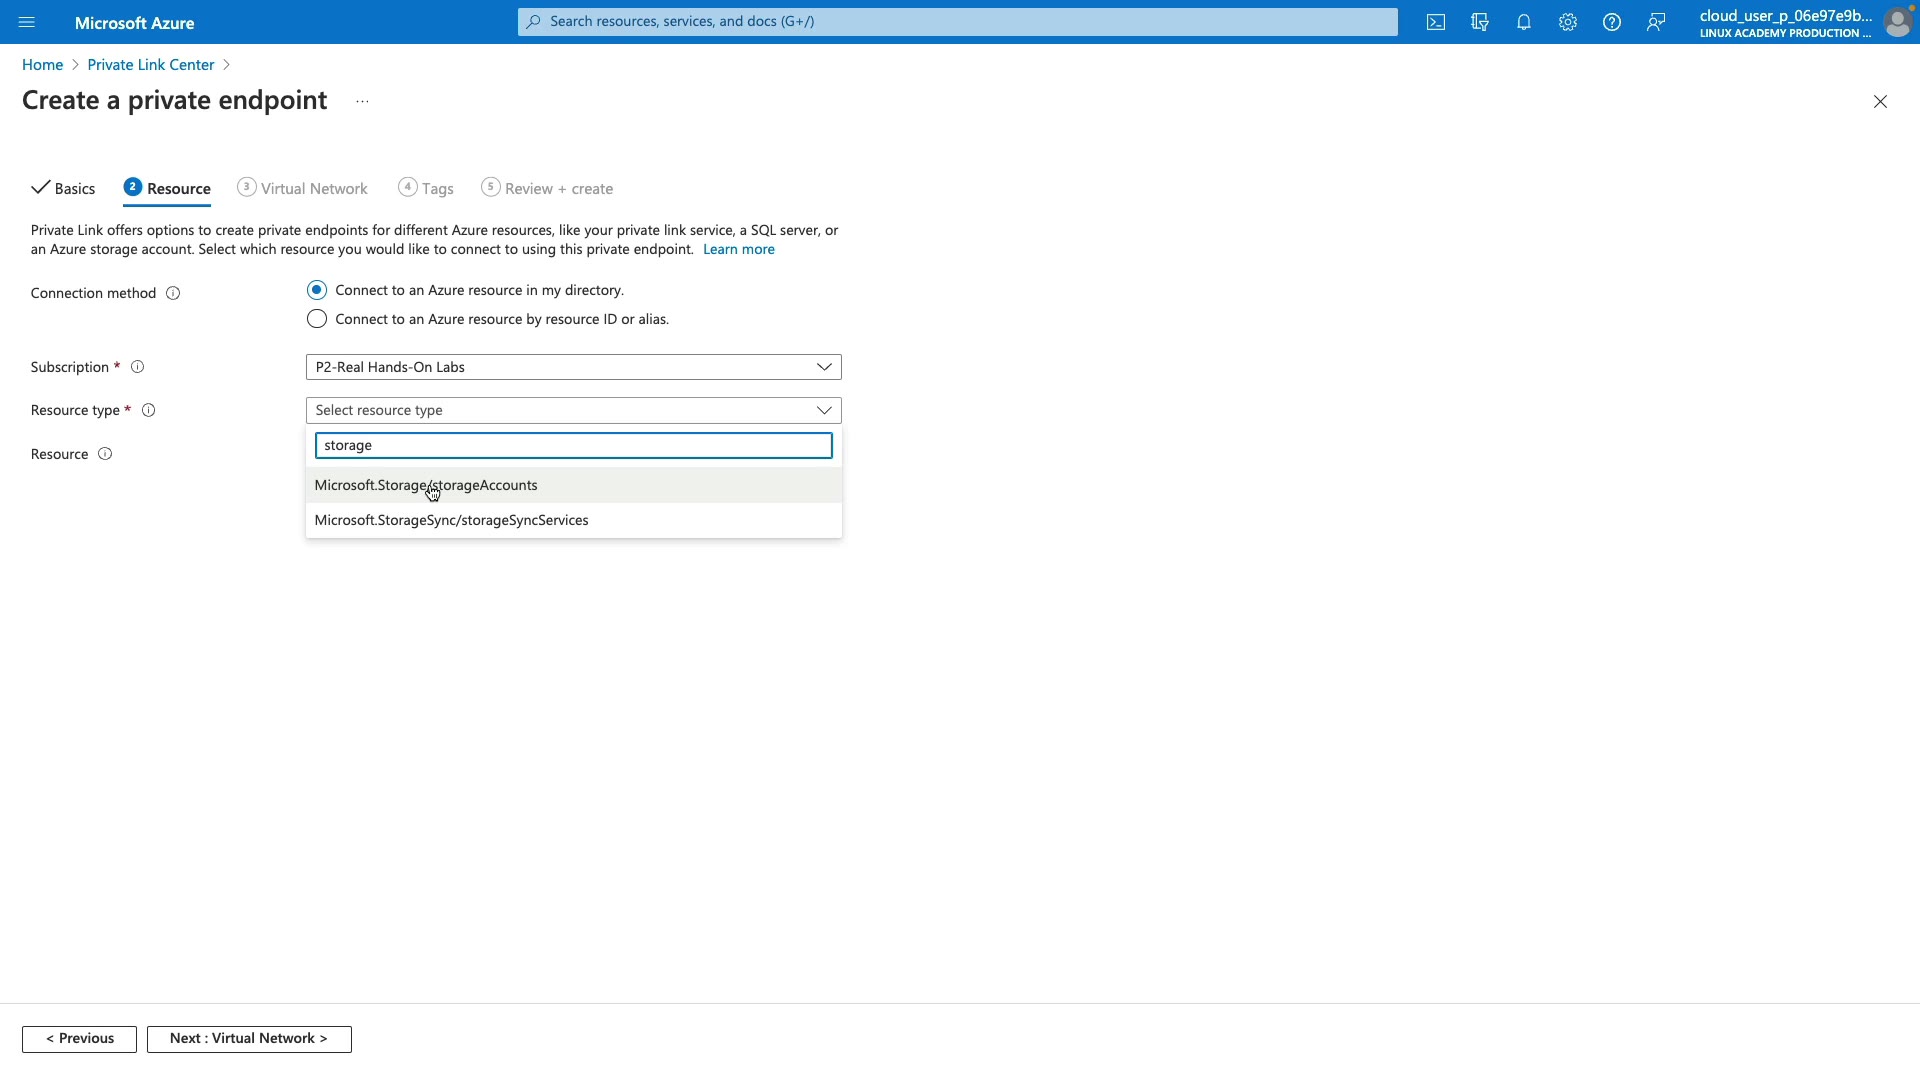 Microsoft Azure
Search resources, services, and docs (G+/)
cloud_user_p_06e97e9b...
LINUX ACADEMY PRODUCTION ...
Home > Private Link Center >
Create a private endpoint ...
Basics
2 Resource
3 Virtual Network
4 Tags
5 Review + create
Private Link offers options to create private endpoints for different Azure resources, like your private link service, a SQL server, or
an Azure storage account. Select which resource you would like to connect to using this private endpoint. Learn more
Connection method
Connect to an Azure resource in my directory.
Connect to an Azure resource by resource ID or alias.
Subscription *
P2-Real Hands-On Labs
Resource type *
Select resource type
storage
Resource
Microsoft.Storage/storageAccounts
Microsoft.StorageSync/storageSyncServices
< Previous
Next : Virtual Network >